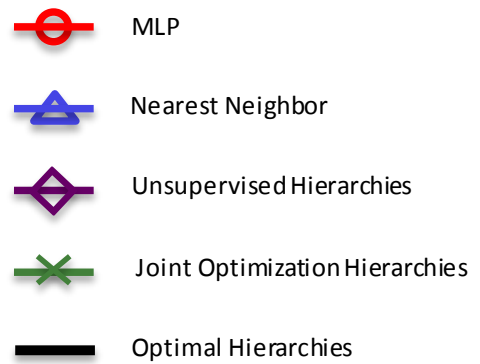 MLP
Nearest Neighbor
Unsupervised Hierarchies
Joint Optimization Hierarchies
Optimal Hierarchies